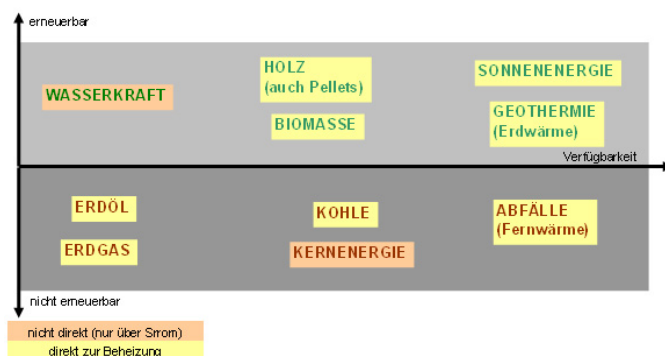 erneuerbar
WASSERKRAFT
HOLZ
(auch Pellets)
BIOMASSE
SONNENENERGIE
GEOTHERMIE
(Erdwärme)
Verfügbarkeit
ERDÖL
ERDGAS
KOHLE
KERNENERGIE
ABFÄLLE
(Fernwärme)
nicht erneuerbar
nicht direkt (nur über Srrom)
direkt zur Beheizung